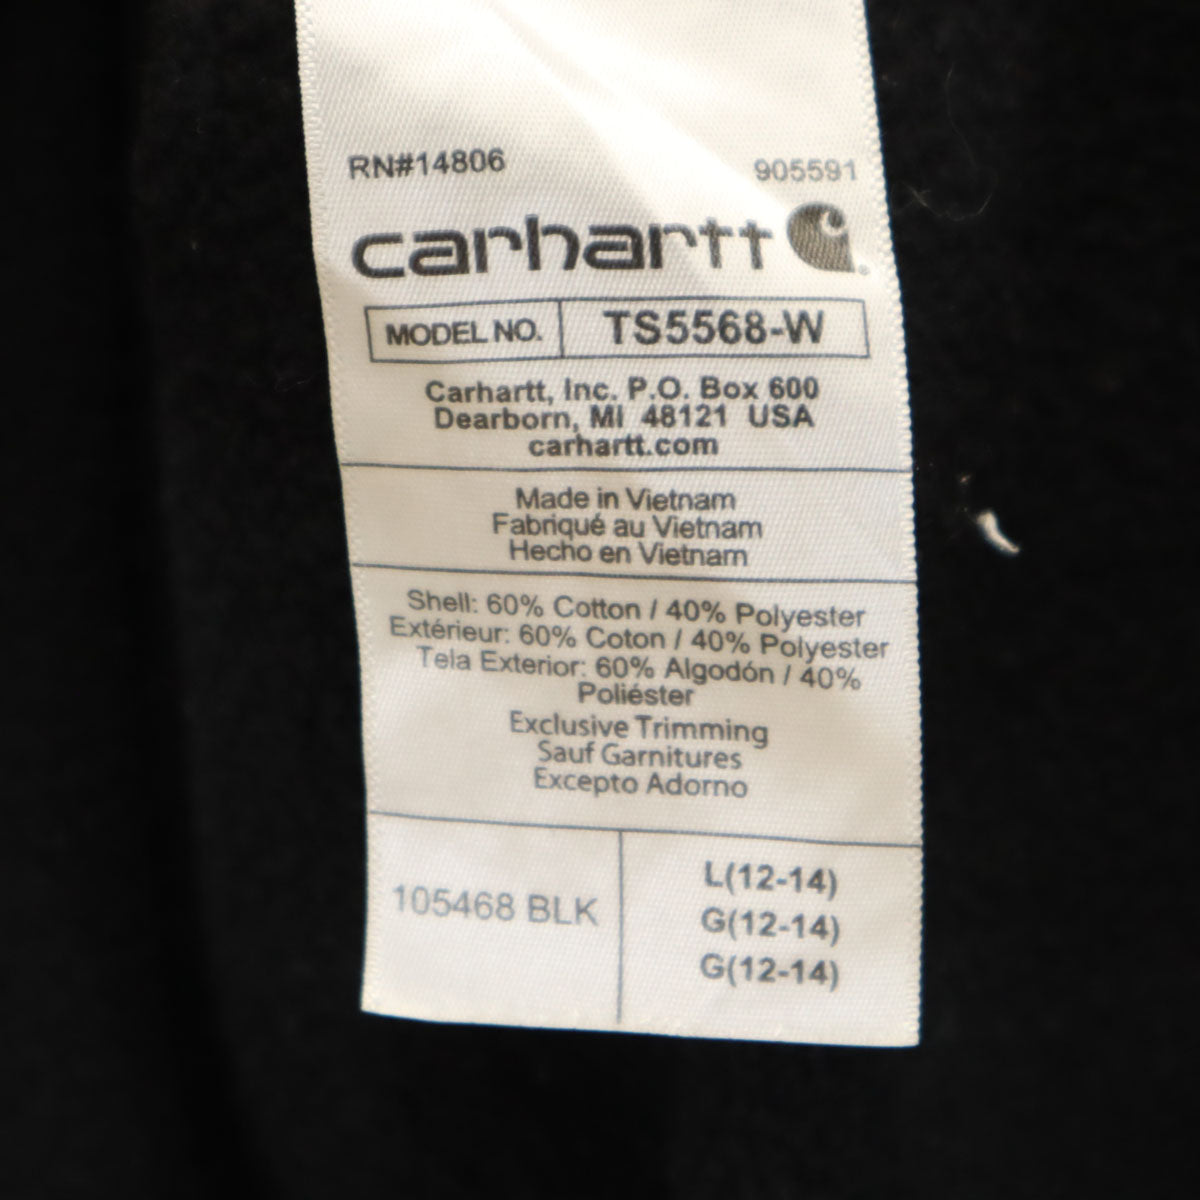 RN#14806 905591
carhartt
MODEL NO. TS5568-W
Carhartt, Inc. P.O. Box 600
Dearborn, MI 48121 USA
carhartt.com
Made in Vietnam
Fabriqué au Vietnam
Hecho en Vietnam
Shell: 60% Cotton / 40% Polyester
Extérieur: 60% Coton / 40% Polyester
Tela Exterior: 60% Algodón / 40%
Poliéster
Exclusive Trimming
Sauf Garnitures
Excepto Adorno
105468 BLK
L(12-14)
G(12-14)
G(12-14)